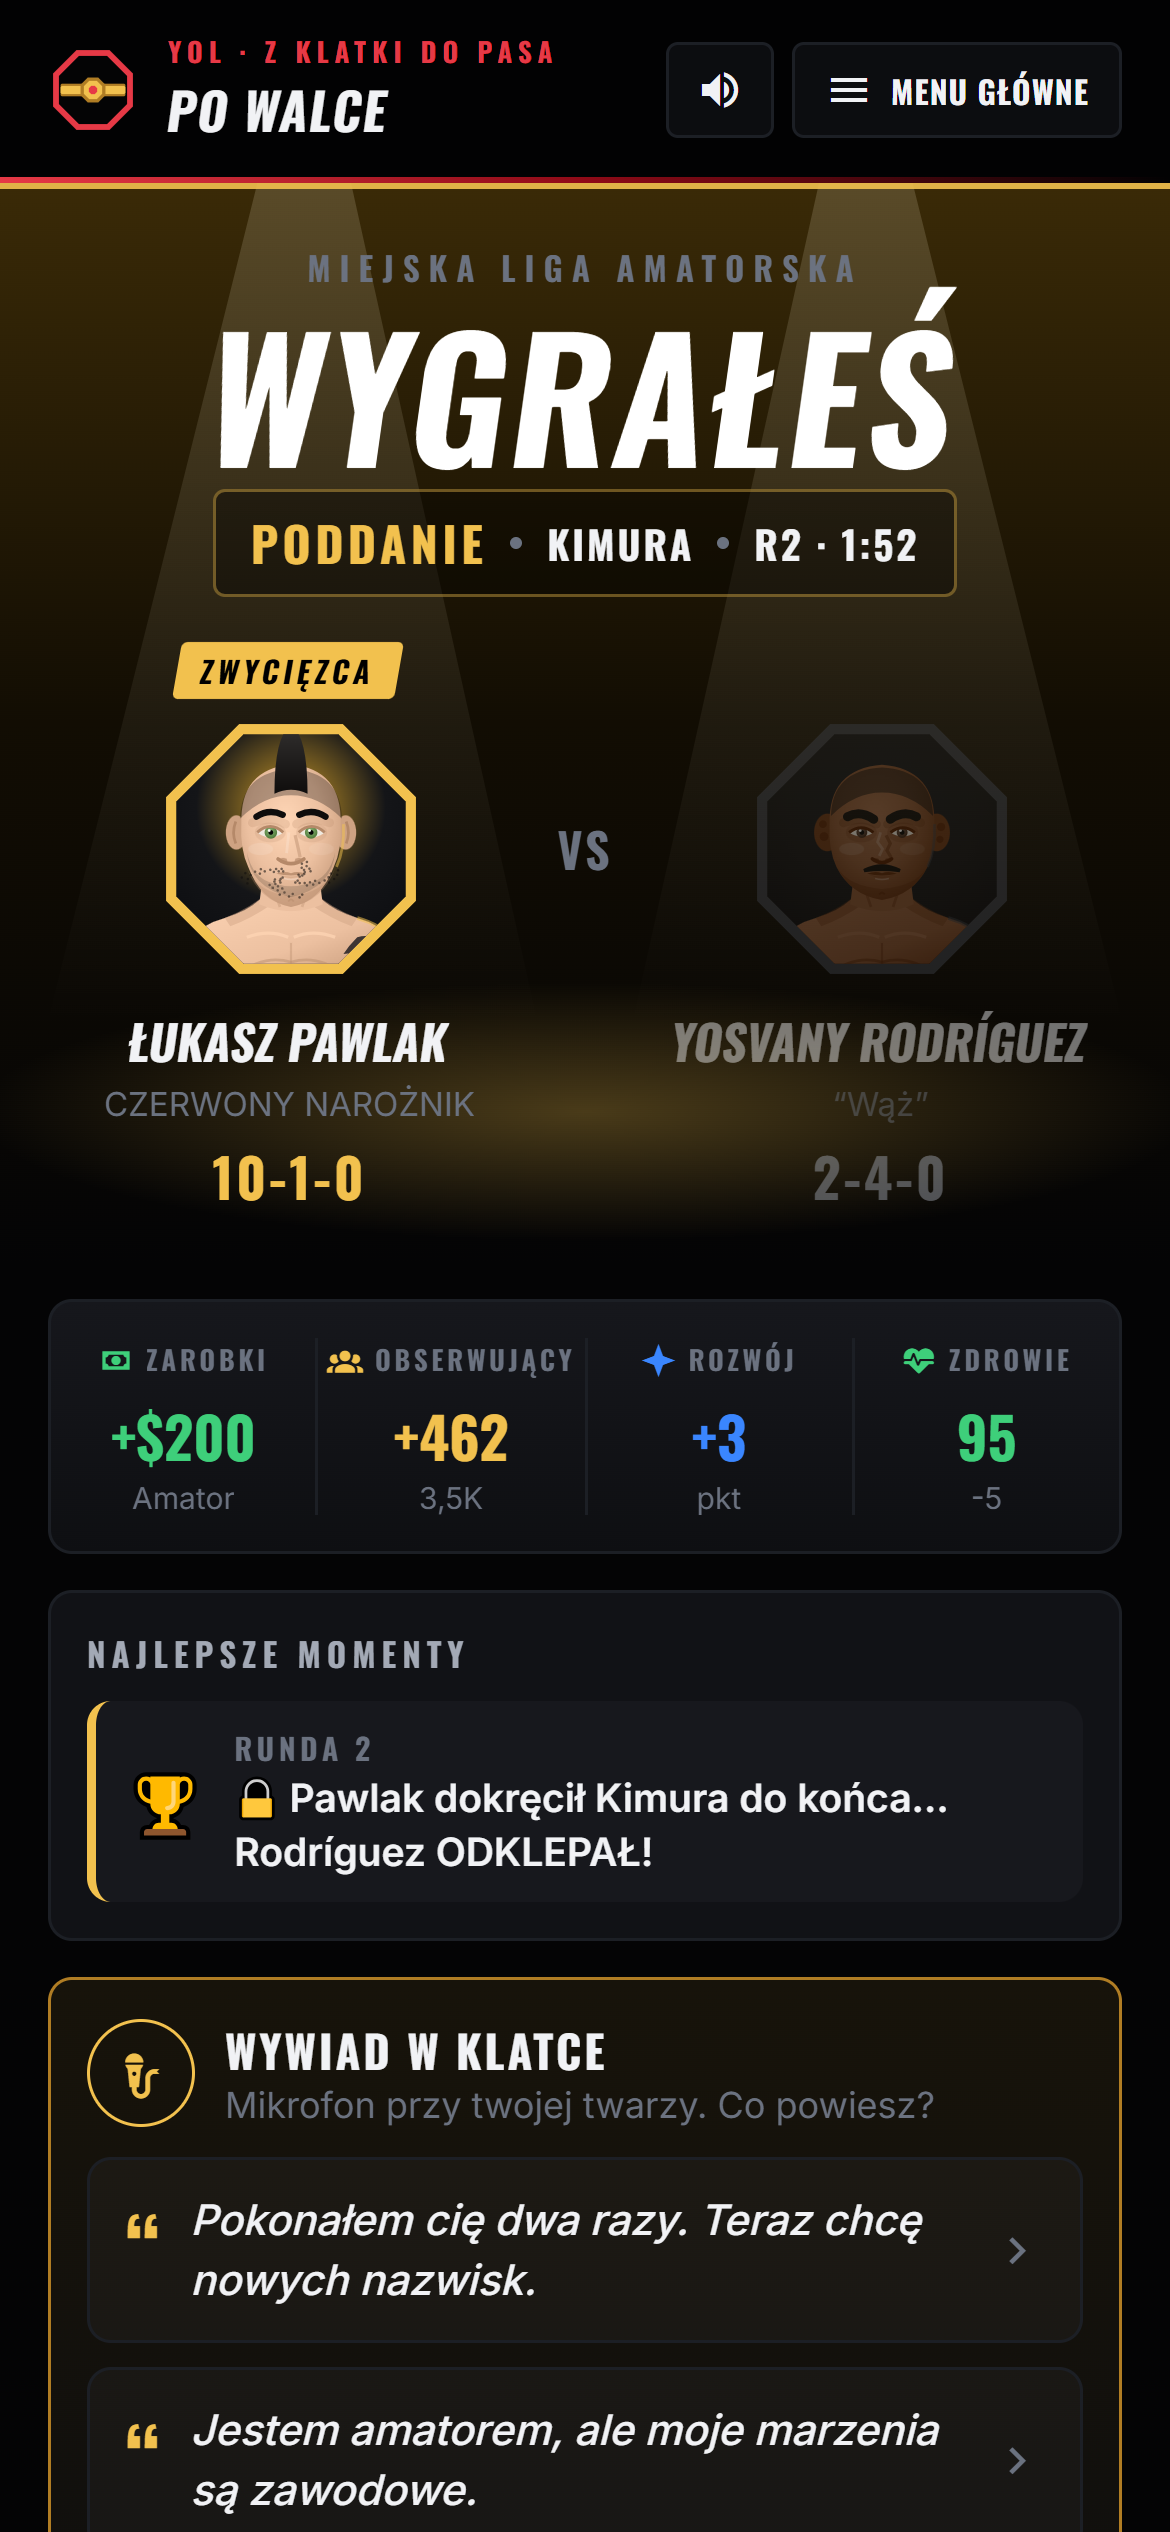 YOL · Z KLATKI DO PASA
PO WALCE
MENU GŁÓWNE
MIEJSKA LIGA AMATORSKA
WYGRAŁEŚ
PODDANIE • KIMURA • R2 · 1:52
ZWYCIĘZCA
VS
ŁUKASZ PAWLAK
CZERWONY NAROŻNIK
10-1-0
YOSVANY RODRÍGUEZ
“Wąż”
2-4-0
ZAROBKI
+$200
Amator
OBSERWUJĄCY
+462
3,5K
ROZWÓJ
+3
pkt
ZDROWIE
95
-5
NAJLEPSZE MOMENTY
RUNDA 2
🔒 Pawlak dokręcił Kimura do końca...
Rodríguez ODKLEPAŁ!
WYWIAD W KLATCE
Mikrofon przy twojej twarzy. Co powiesz?
“ Pokonałem cię dwa razy. Teraz chcę
nowych nazwisk.
“ Jestem amatorem, ale moje marzenia
są zawodowe.